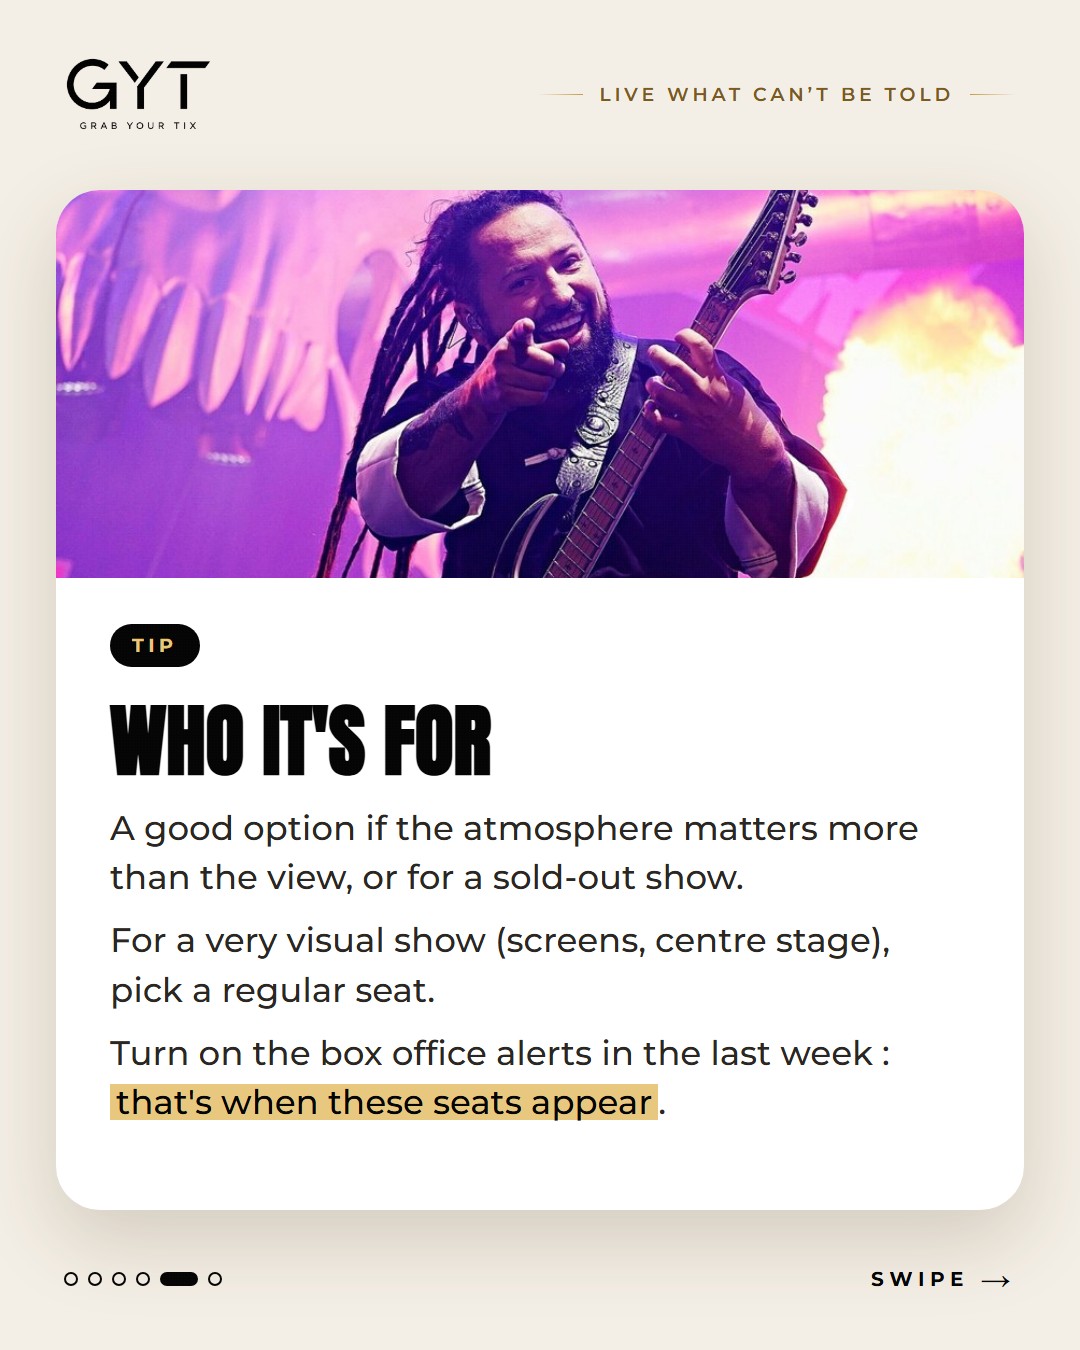 GYT
GRAB YOUR TIX
LIVE WHAT CAN’T BE TOLD
TIP
WHO IT'S FOR
A good option if the atmosphere matters more
than the view, or for a sold-out show.
For a very visual show (screens, centre stage),
pick a regular seat.
Turn on the box office alerts in the last week :
that's when these seats appear.
SWIPE →